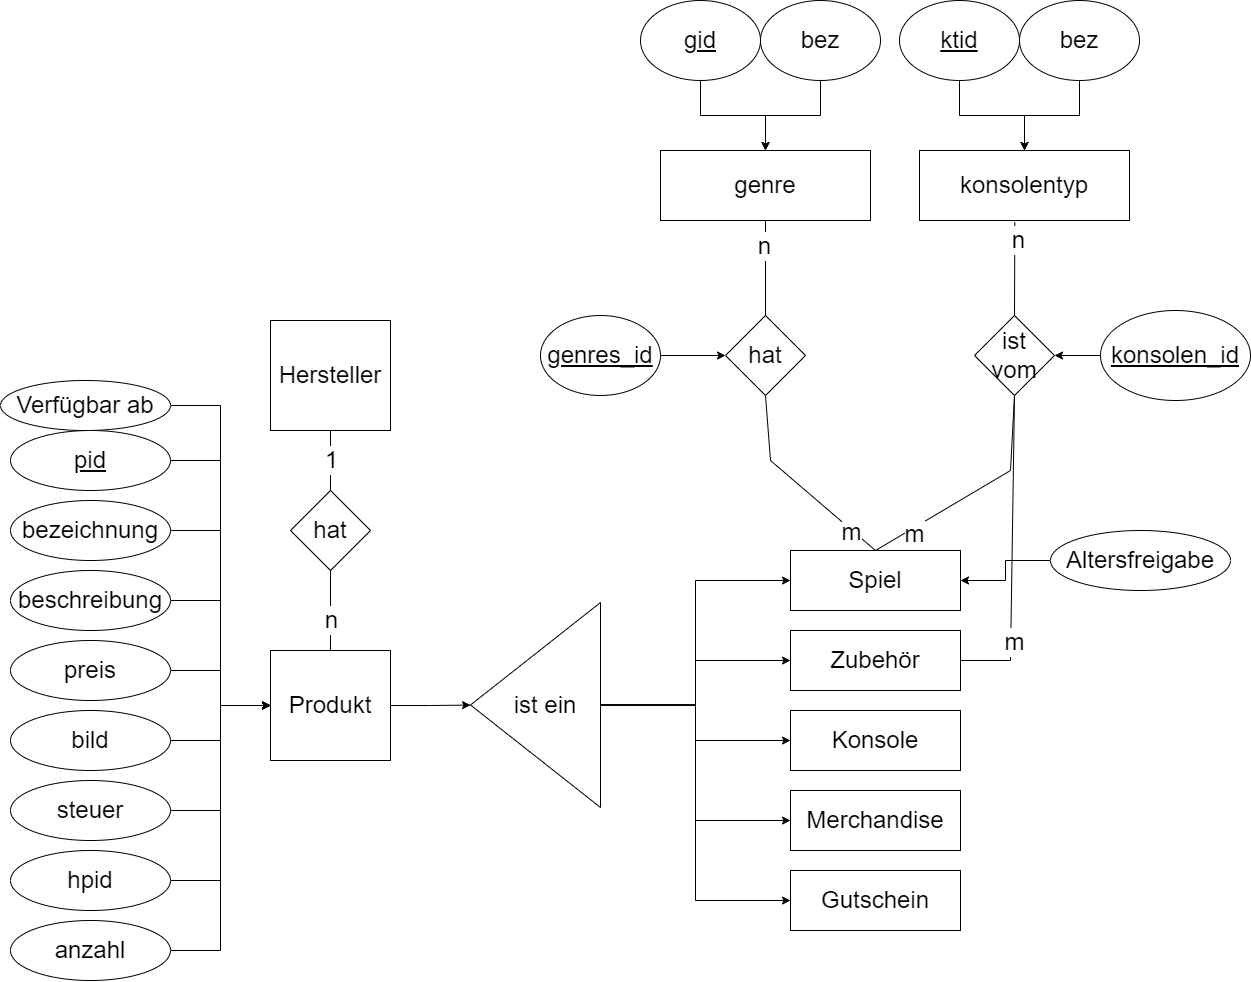 gid
bez
ktid
bez
genre
konsolentyp
n
n
genres_id
hat
ist
vom
konsolen_id
Hersteller
Verfügbar ab
1
pid
hat
bezeichnung
m
m
Altersfreigabe
Spiel
beschreibung
n
m
Zubehör
preis
Produkt
ist ein
bild
Konsole
steuer
Merchandise
hpid
Gutschein
anzahl